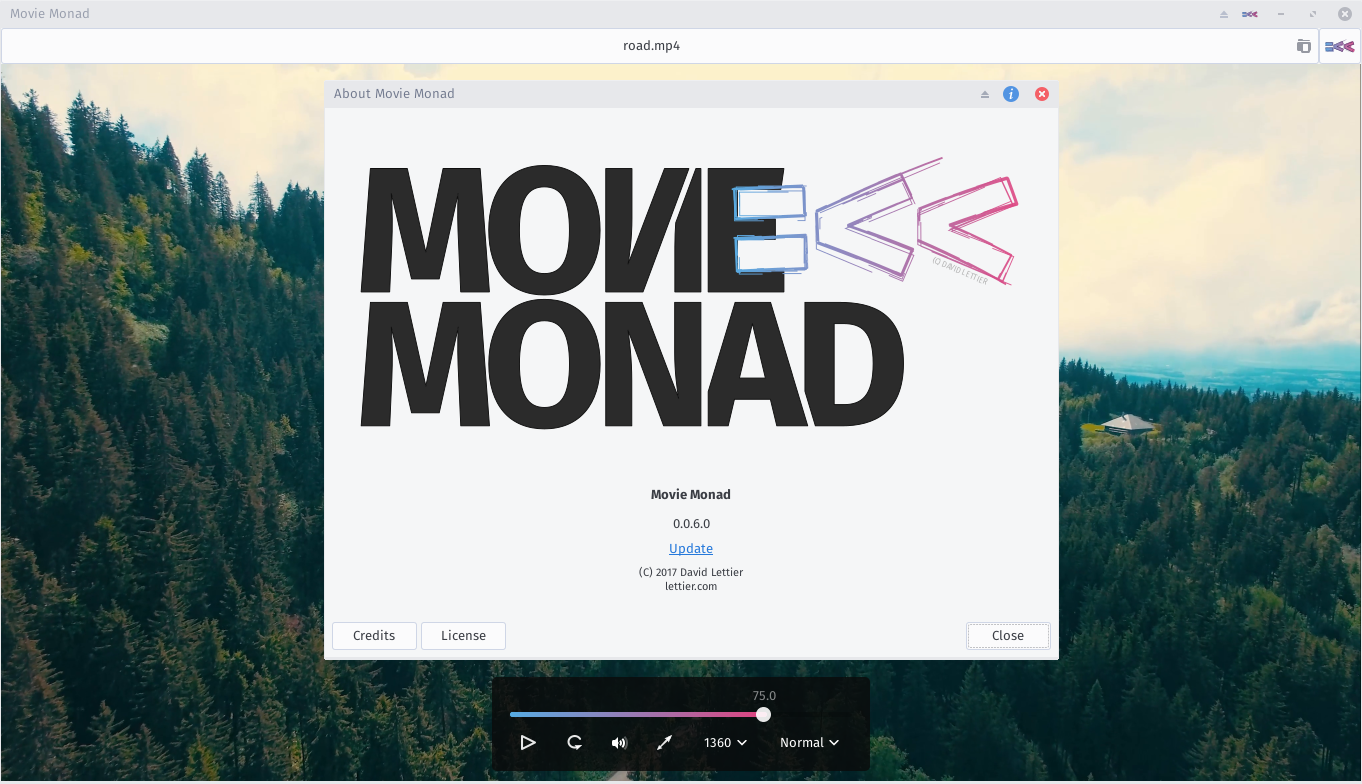 Movie Monad
road.mp4
About Movie Monad
MOVIE
(C) DAVID LETTIER
MONAD
Movie Monad
0.0.6.0
Update
(C) 2017 David Lettier
lettier.com
Credits
License
Close
75.0
1360
Normal